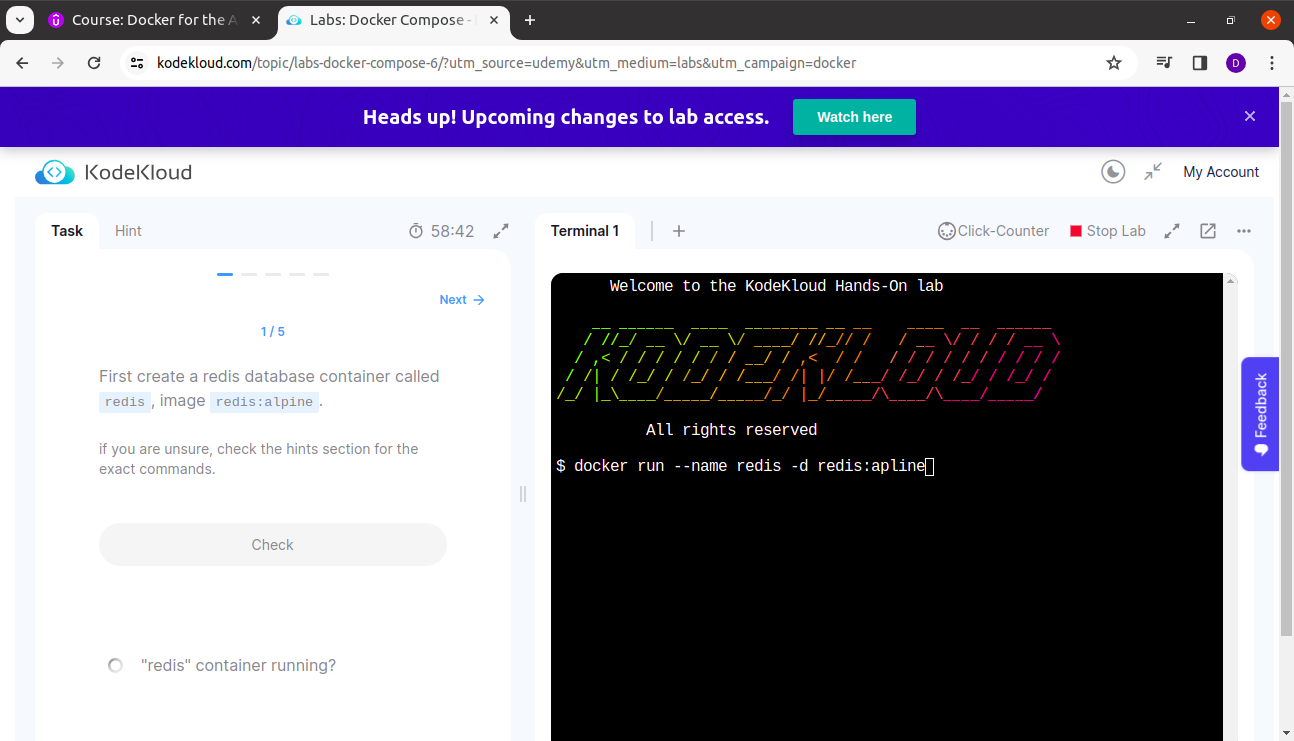 Course: Docker for the A
Labs: Docker Compose -
kodekloud.com/topic/labs-docker-compose-6/?utm_source=udemy&utm_medium=labs&utm_campaign=docker
D
Heads up! Upcoming changes to lab access.
Watch here
KodeKloud
My Account
Task
Hint
58:42
Terminal 1
Click-Counter
Stop Lab
Next
1 / 5
First create a redis database container called
redis, image redis:alpine.
if you are unsure, check the hints section for the
exact commands.
Check
"redis" container running?
Welcome to the KodeKloud Hands-On lab
KODEKLOUD
All rights reserved
$ docker run --name redis -d redis:apline
Feedback